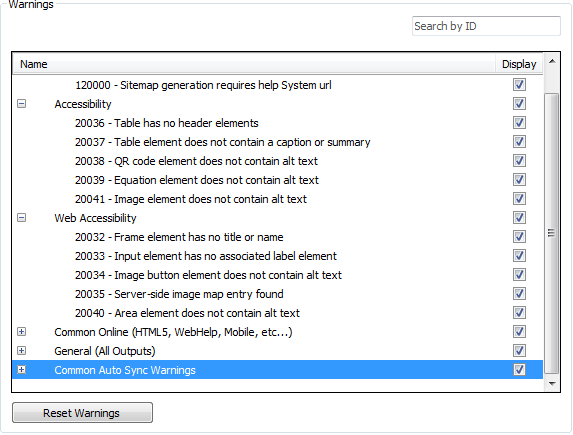 Warnings
Search by ID
Name Display
120000 - Sitemap generation requires help System url
Accessibility
20036 - Table has no header elements
20037 - Table element does not contain a caption or summary
20038 - QR code element does not contain alt text
20039 - Equation element does not contain alt text
20041 - Image element does not contain alt text
Web Accessibility
20032 - Frame element has no title or name
20033 - Input element has no associated label element
20034 - Image button element does not contain alt text
20035 - Server-side image map entry found
20040 - Area element does not contain alt text
Common Online (HTML5, WebHelp, Mobile, etc...)
General (All Outputs)
Common Auto Sync Warnings
Reset Warnings